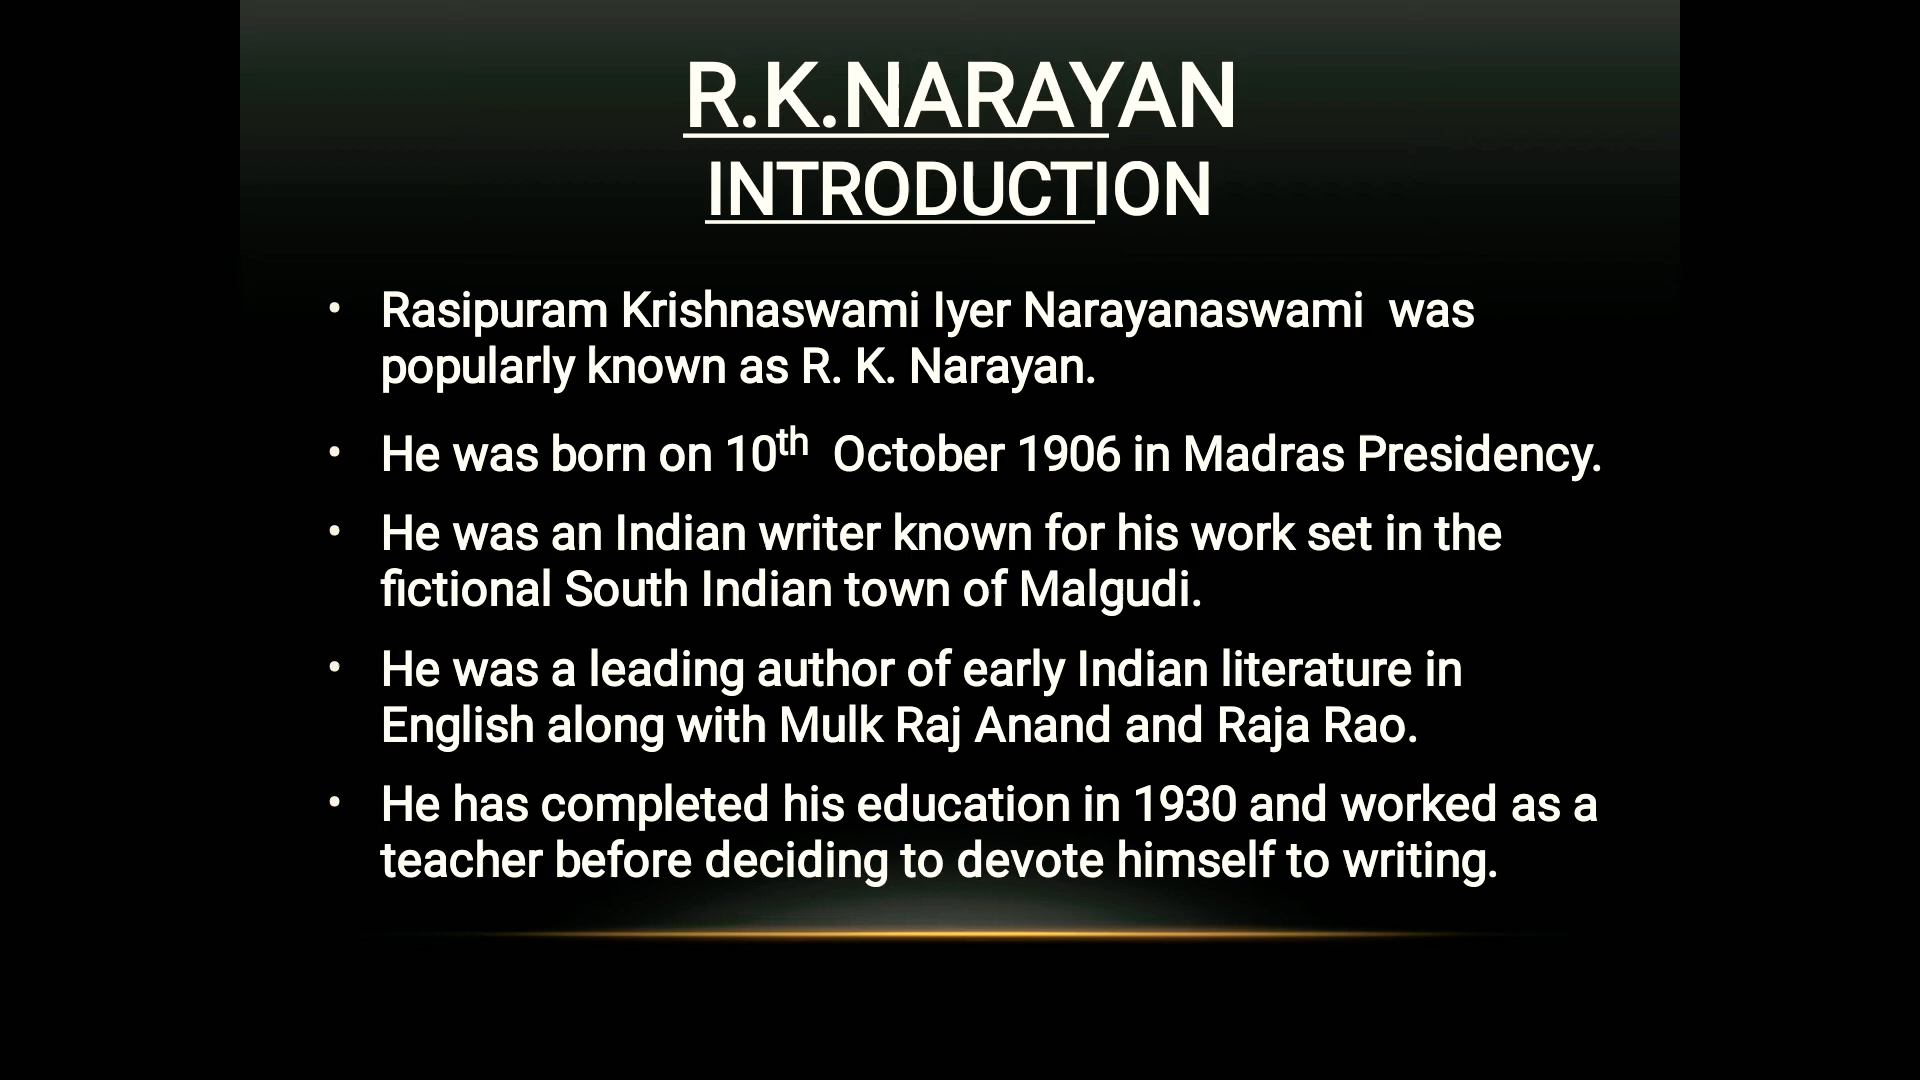 R.K.NARAYAN
INTRODUCTION
• Rasipuram Krishnaswami Iyer Narayanaswami  was
popularly known as R. K. Narayan.
• He was born on 10th  October 1906 in Madras Presidency.
• He was an Indian writer known for his work set in the
fictional South Indian town of Malgudi.
• He was a leading author of early Indian literature in
English along with Mulk Raj Anand and Raja Rao.
• He has completed his education in 1930 and worked as a
teacher before deciding to devote himself to writing.